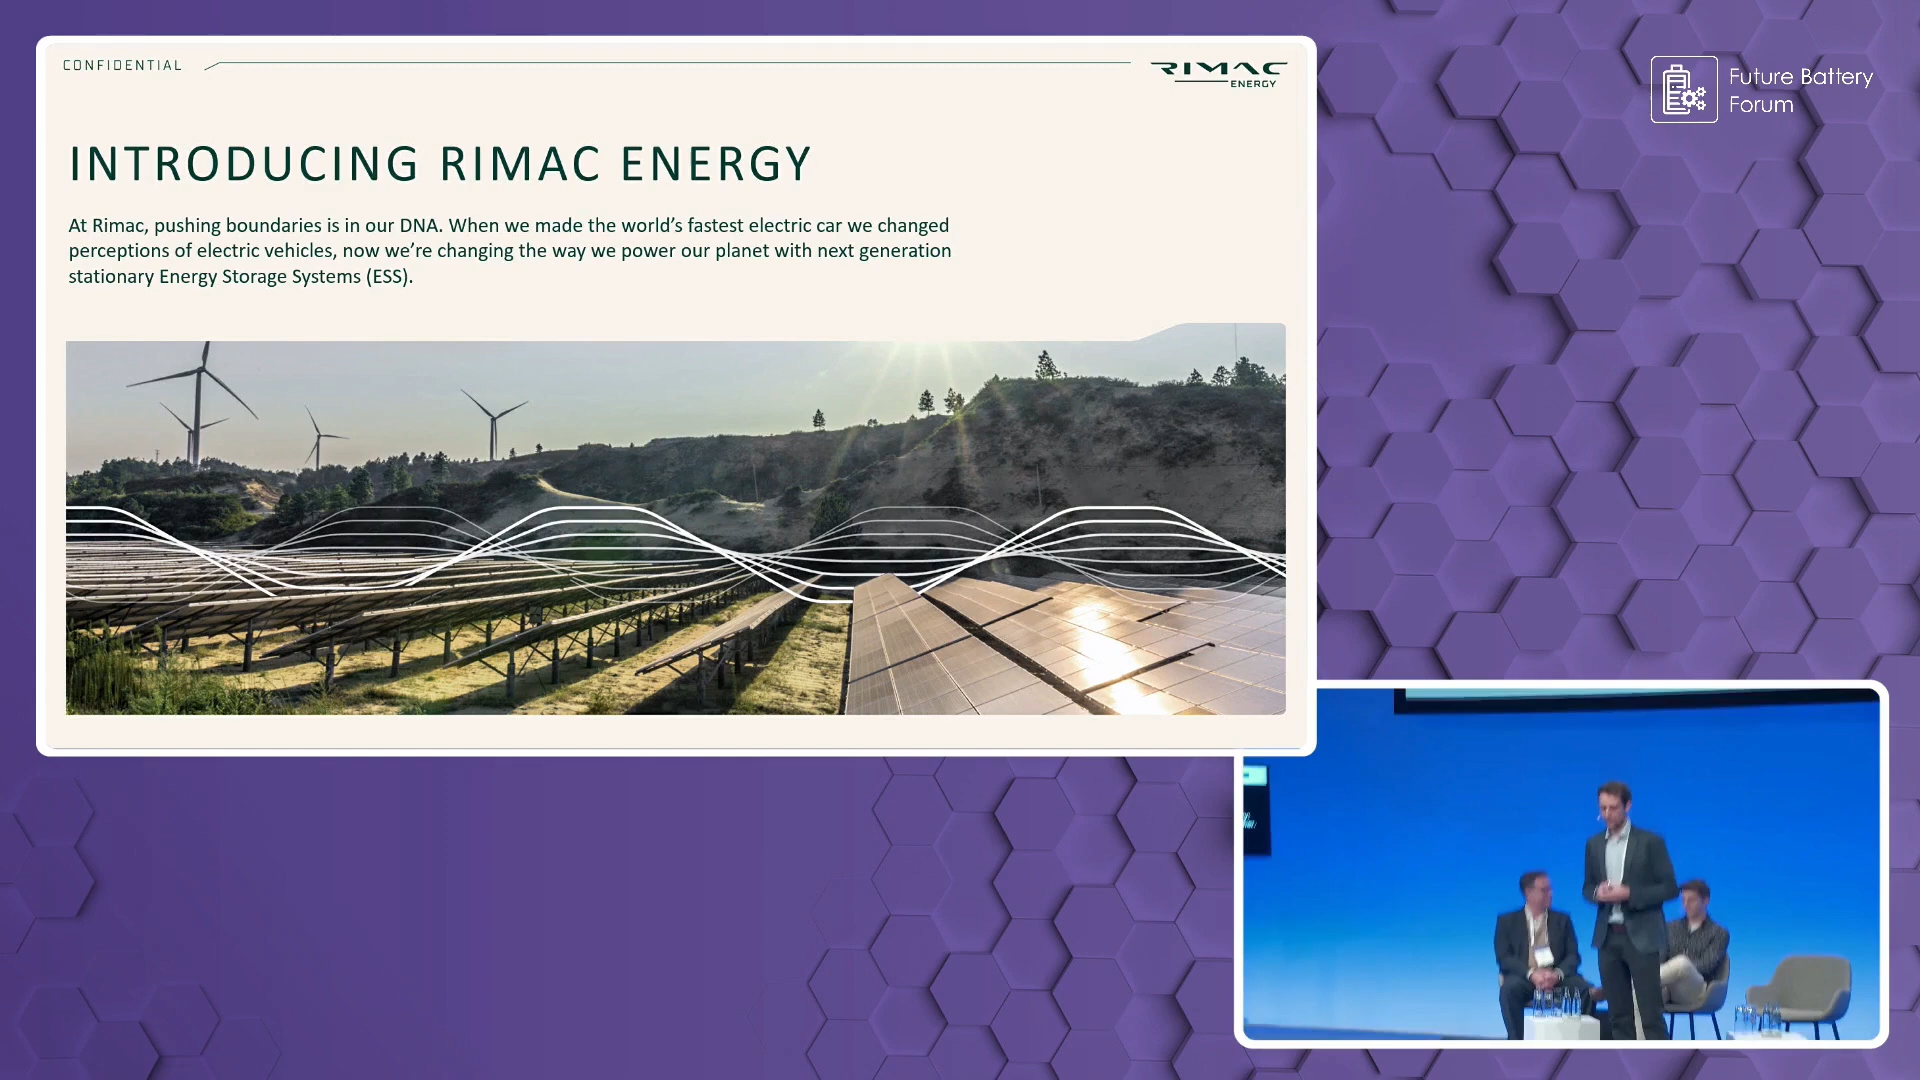 CONFIDENTIAL
RIMAC
ENERGY
INTRODUCING RIMAC ENERGY
At Rimac, pushing boundaries is in our DNA. When we made the world’s fastest electric car we changed
perceptions of electric vehicles, now we’re changing the way we power our planet with next generation
stationary Energy Storage Systems (ESS).
Future Battery
Forum